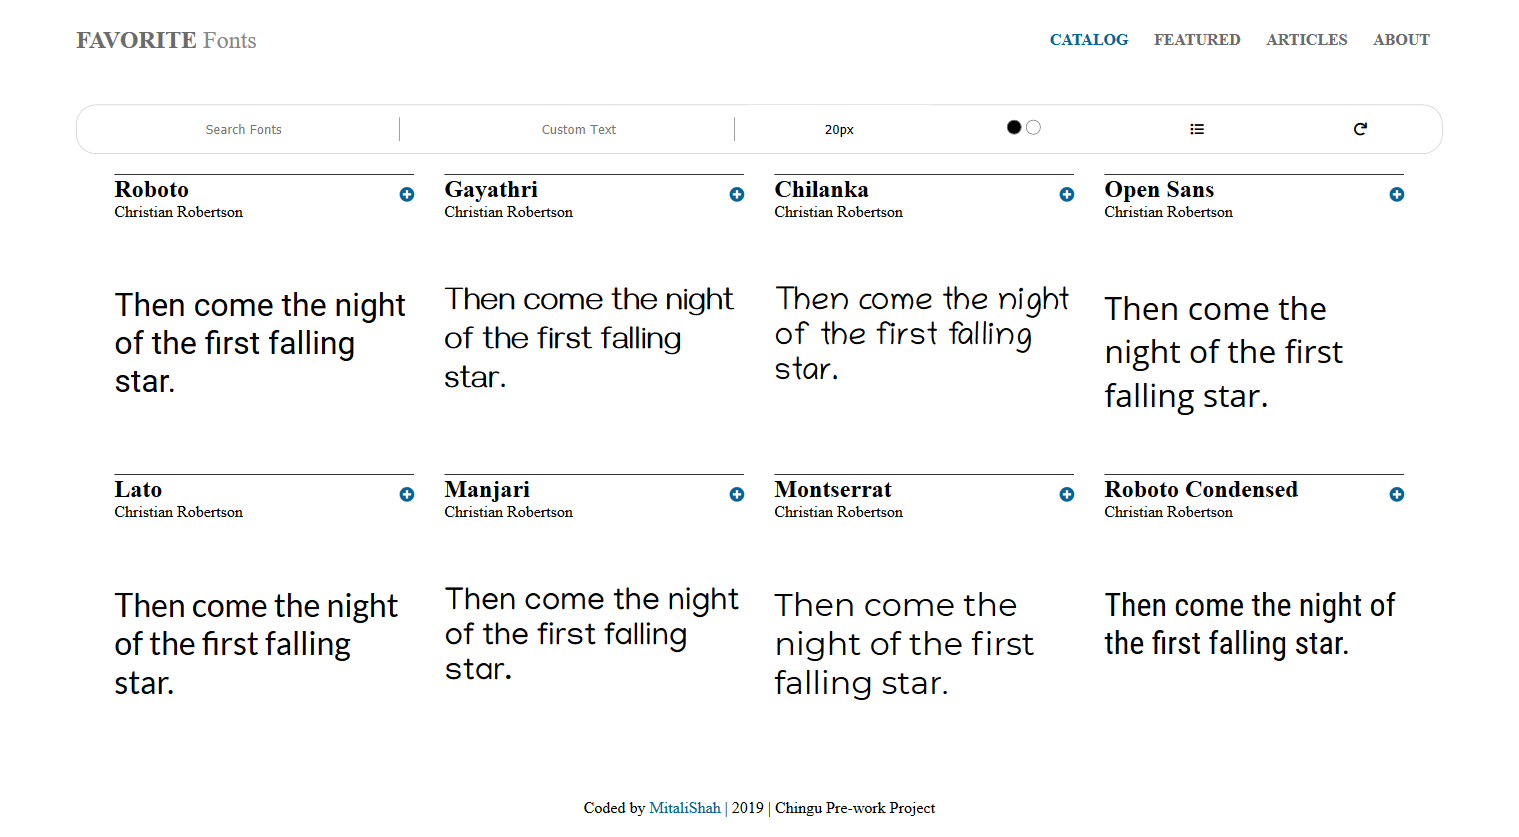 FAVORITE Fonts
CATALOG FEATURED ARTICLES ABOUT
Search Fonts
Custom Text
20px
Roboto
Christian Robertson
Then come the night
of the first falling
star.
Gayathri
Christian Robertson
Then come the night
of the first falling
star.
Chilanka
Christian Robertson
Then come the night
of the first falling
star.
Open Sans
Christian Robertson
Then come the
night of the first
falling star.
Lato
Christian Robertson
Then come the night
of the first falling
star.
Manjari
Christian Robertson
Then come the night
of the first falling
star.
Montserrat
Christian Robertson
Then come the
night of the first
falling star.
Roboto Condensed
Christian Robertson
Then come the night of
the first falling star.
Coded by MitaliShah | 2019 | Chingu Pre-work Project